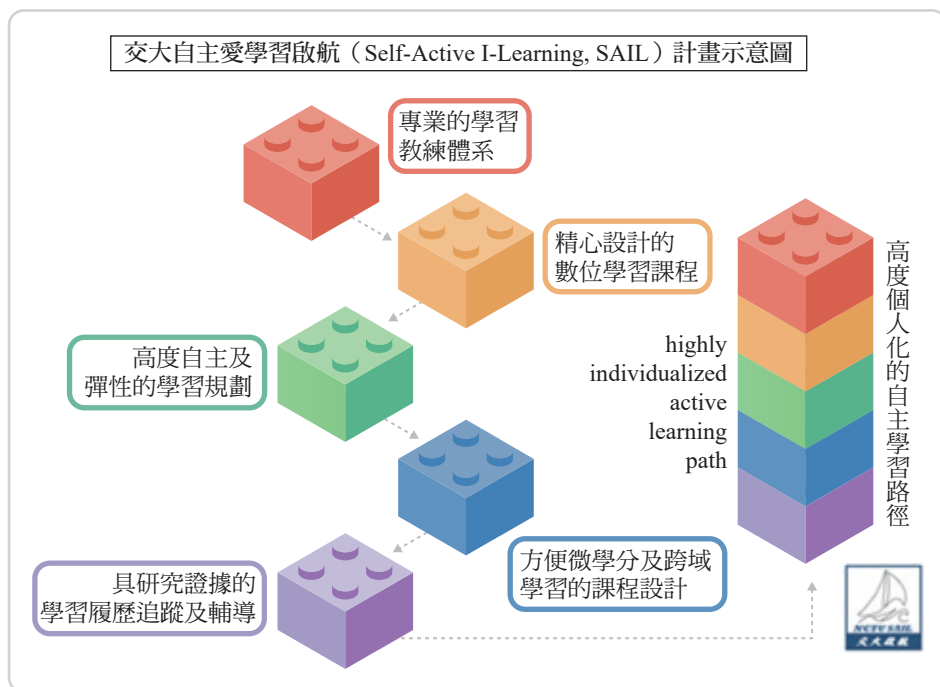 交大自主愛學習啟航（Self-Active I-Learning, SAIL）計畫示意圖
專業的學習
教練體系
精心設計的
數位學習課程
高度自主及
彈性的學習規劃
方便微學分及跨域
學習的課程設計
具研究證據的
學習履歷追蹤及輔導
highly
individualized
active
learning
path
高度個人化的自主學習路徑
NCTU SAIL
交大啟航